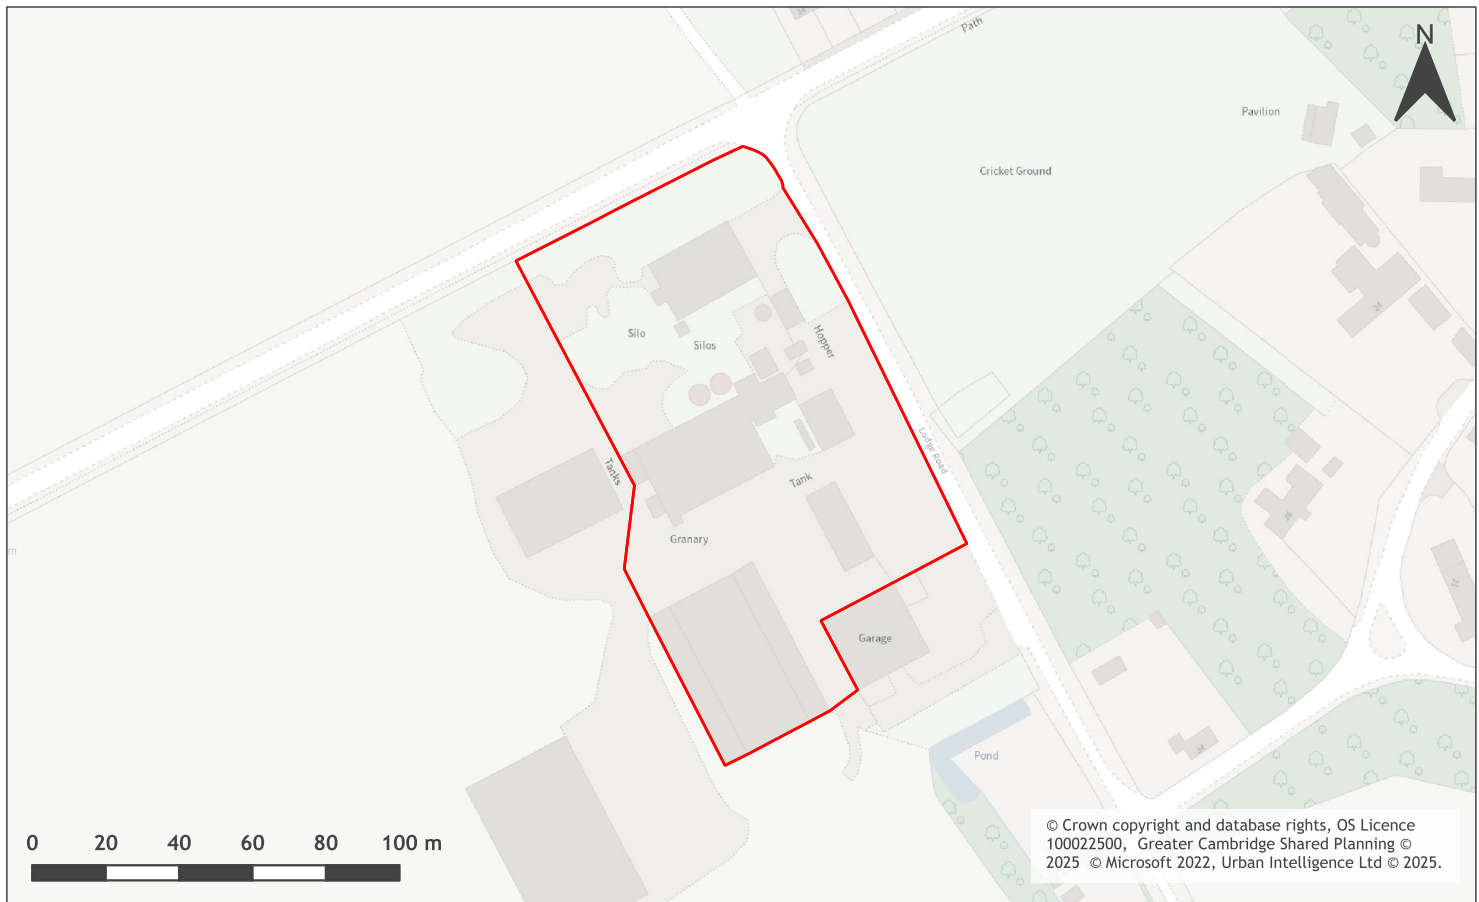 Path
N
Pavilion
Cricket Ground
24
Silo
Silos
Hopper
Lodge Road
Tanks
Tank
Granary
m
Garage
Pond
0 20 40 60 80 100 m
© Crown copyright and database rights, OS Licence
100022500, Greater Cambridge Shared Planning ©
2025 © Microsoft 2022, Urban Intelligence Ltd © 2025.